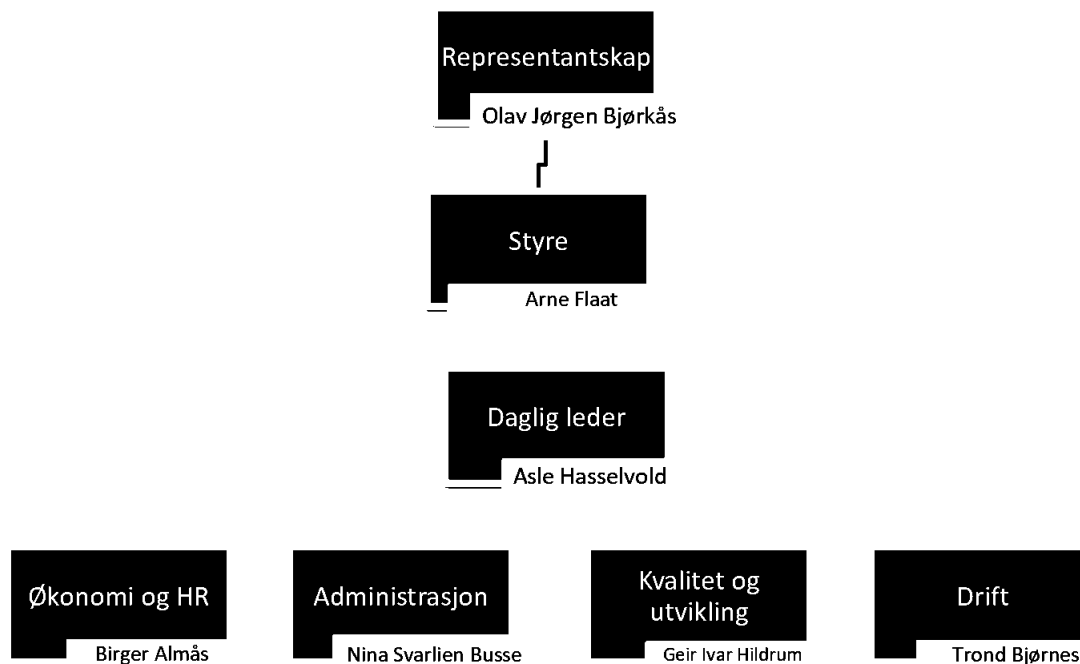 Representantskap
Olav Jørgen Bjørkås
Styre
Arne Flaat
Daglig leder
Asle Hasselvold
Økonomi og HR
Birger Almås
Administrasjon
Nina Svarlien Busse
Kvalitet og
utvikling
Geir Ivar Hildrum
Drift
Trond Bjørnes